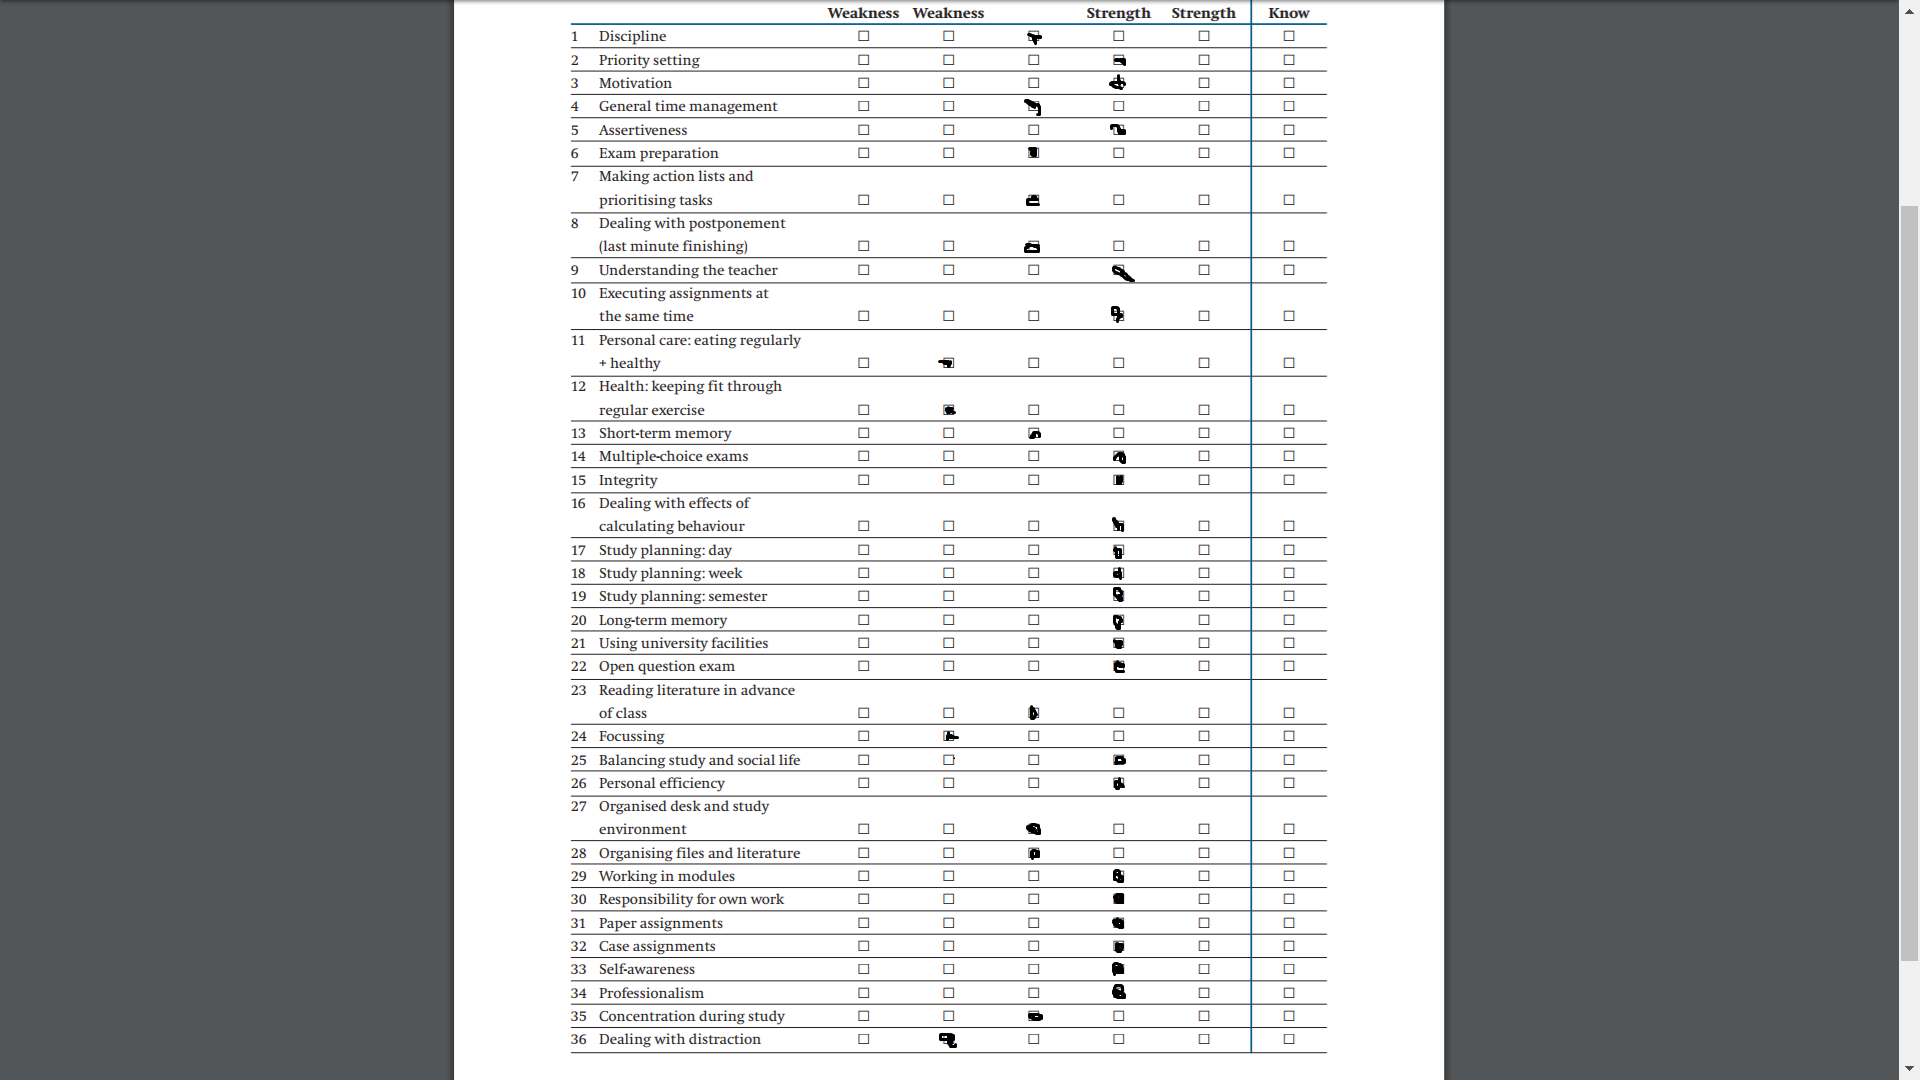 Weakness Weakness Strength Strength Know
1 Discipline
2 Priority setting
3 Motivation
4 General time management
5 Assertiveness
6 Exam preparation
7 Making action lists and
prioritising tasks
8 Dealing with postponement
(last minute finishing)
9 Understanding the teacher
10 Executing assignments at
the same time
11 Personal care: eating regularly
+ healthy
12 Health: keeping fit through
regular exercise
13 Short-term memory
14 Multiple-choice exams
15 Integrity
16 Dealing with effects of
calculating behaviour
17 Study planning: day
18 Study planning: week
19 Study planning: semester
20 Long-term memory
21 Using university facilities
22 Open question exam
23 Reading literature in advance
of class
24 Focussing
25 Balancing study and social life
26 Personal efficiency
27 Organised desk and study
environment
28 Organising files and literature
29 Working in modules
30 Responsibility for own work
31 Paper assignments
32 Case assignments
33 Self-awareness
34 Professionalism
35 Concentration during study
36 Dealing with distraction